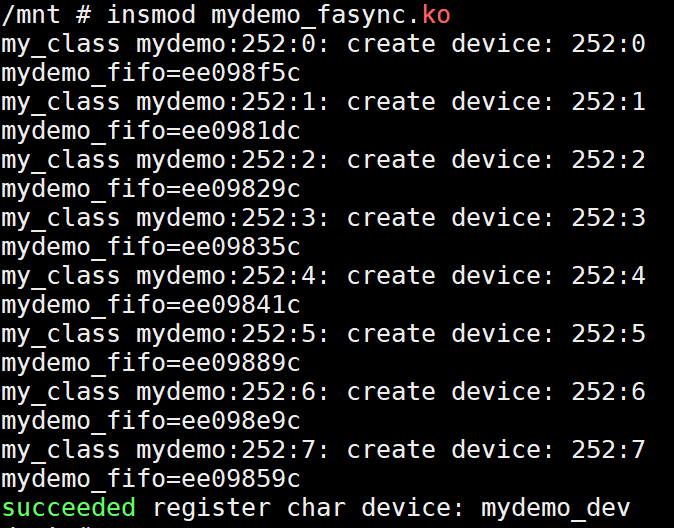 /mnt # insmod mydemo_fasync.ko
my_class mydemo:252:0: create device: 252:0
mydemo_fifo=ee098f5c
my_class mydemo:252:1: create device: 252:1
mydemo_fifo=ee0981dc
my_class mydemo:252:2: create device: 252:2
mydemo_fifo=ee09829c
my_class mydemo:252:3: create device: 252:3
mydemo_fifo=ee09835c
my_class mydemo:252:4: create device: 252:4
mydemo_fifo=ee09841c
my_class mydemo:252:5: create device: 252:5
mydemo_fifo=ee09889c
my_class mydemo:252:6: create device: 252:6
mydemo_fifo=ee098e9c
my_class mydemo:252:7: create device: 252:7
mydemo_fifo=ee09859c
succeeded register char device: mydemo_dev